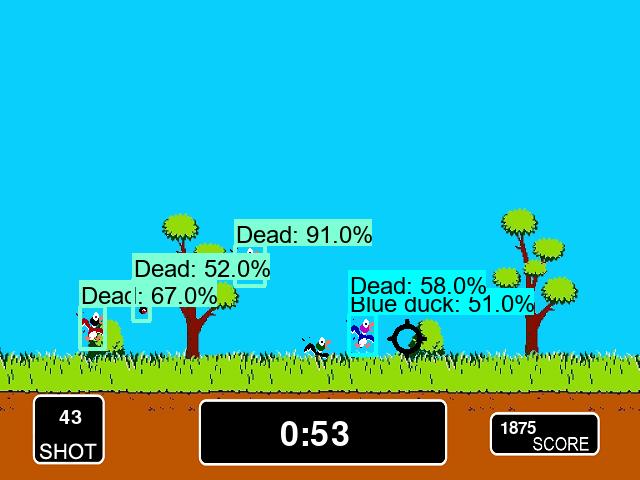 Dead: 91.0%
Dead: 52.0%
Dead: 67.0%
Dead: 58.0%
Blue duck: 51.0%
43
SHOT
0:53
1875
SCORE